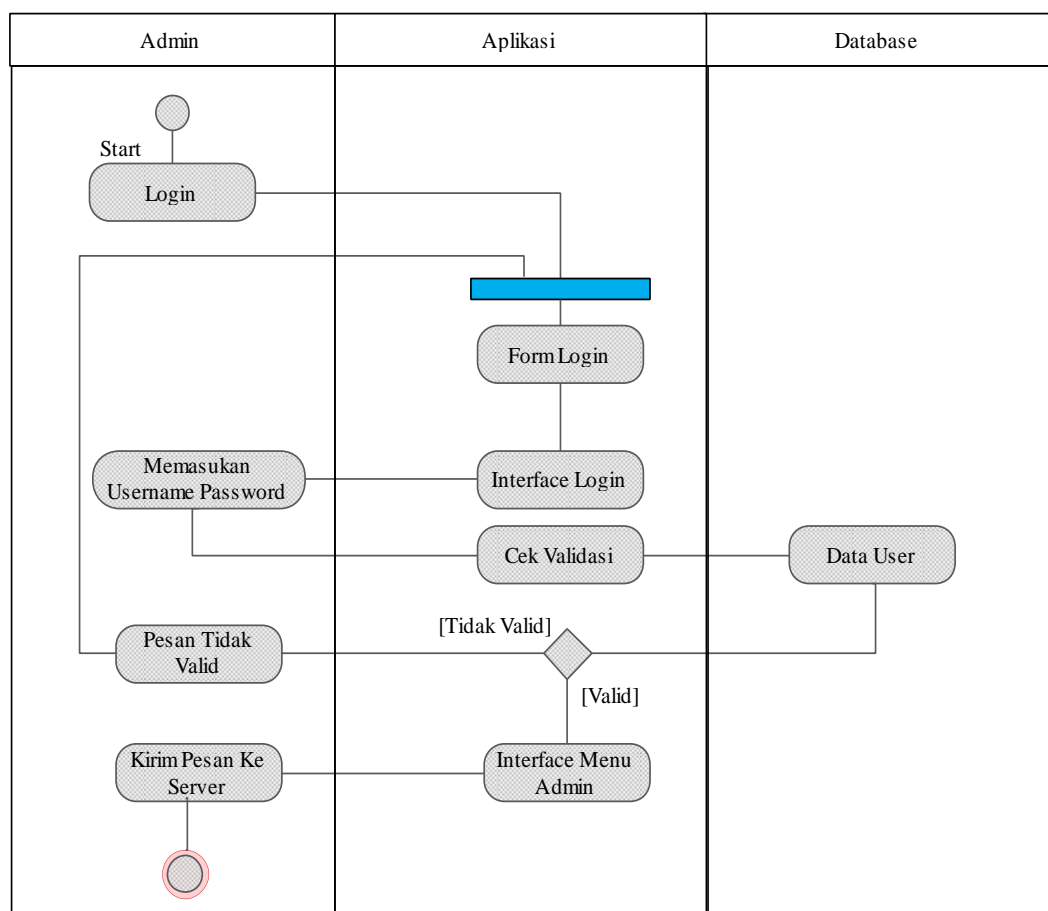 Admin
Aplikasi
Database
Start
Login
Form Login
Memasukan
Username Password
Interface Login
Cek Validasi
Data User
[Tidak Valid]
Pesan Tidak
Valid
[Valid]
Kirim Pesan Ke
Server
Interface Menu
Admin